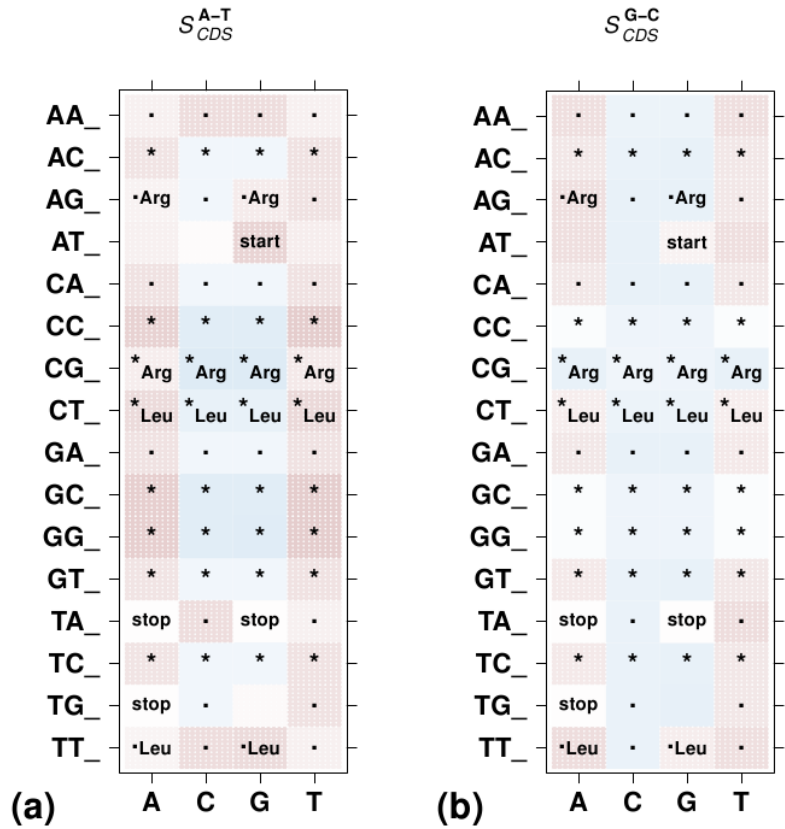 S A–T CDS
S G–C CDS
AA_ · · · · AA_ · · · ·
AC_ * * * * AC_ * * * *
AG_ ·Arg · ·Arg · AG_ ·Arg · ·Arg ·
AT_ start AT_ start
CA_ · · · · CA_ · · · ·
CC_ * * * * CC_ * * * *
CG_ *Arg *Arg *Arg *Arg CG_ *Arg *Arg *Arg *Arg
CT_ *Leu *Leu *Leu *Leu CT_ *Leu *Leu *Leu *Leu
GA_ · · · · GA_ · · · ·
GC_ * * * * GC_ * * * *
GG_ * * * * GG_ * * * *
GT_ * * * * GT_ * * * *
TA_ stop · stop · TA_ stop · stop ·
TC_ * * * * TC_ * * * *
TG_ stop · · TG_ stop · ·
TT_ ·Leu · ·Leu · TT_ ·Leu · ·Leu ·
(a) A C G T (b) A C G T